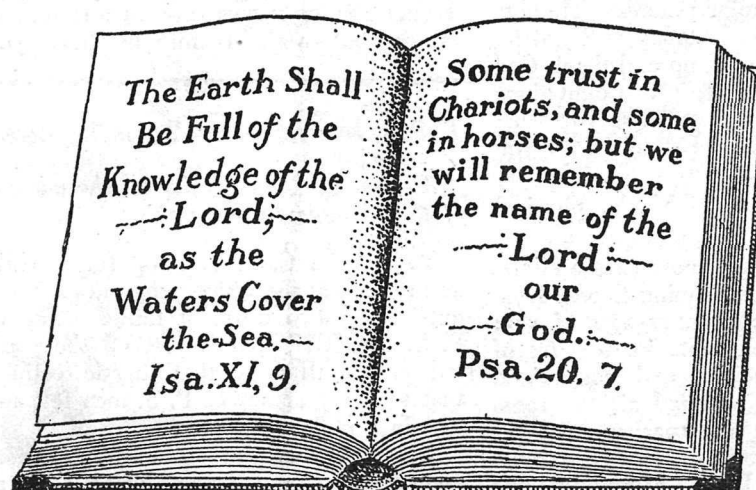 The Earth Shall
Be Full of the
Knowledge of the
Lord;
as the
Waters Cover
the Sea.
Isa. XI, 9.
Some trust in
Chariots, and some
in horses; but we
will remember
the name of the
Lord
our
God.
Psa. 20. 7.